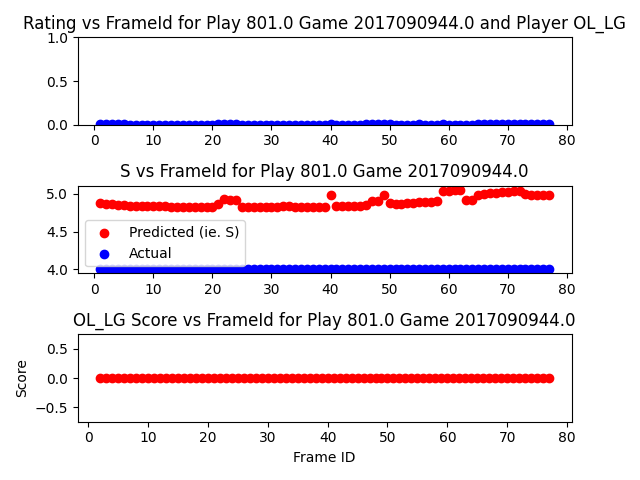 Rating vs FrameId for Play 801.0 Game 2017090944.0 and Player OL_LG
1.0
0.5
0.0
0 10 20 30 40 50 60 70 80
S vs FrameId for Play 801.0 Game 2017090944.0
5.0
4.5
4.0
Predicted (ie. S)
Actual
0 10 20 30 40 50 60 70 80
OL_LG Score vs FrameId for Play 801.0 Game 2017090944.0
Score
0.5
0.0
−0.5
0 10 20 30 40 50 60 70 80
Frame ID